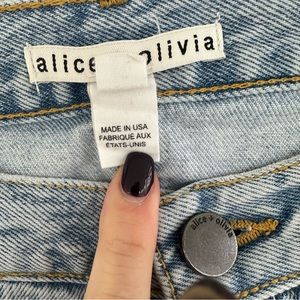 alice + olivia
MADE IN USA
FABRIQUÉ AUX
ÉTATS-UNIS
alice + olivia